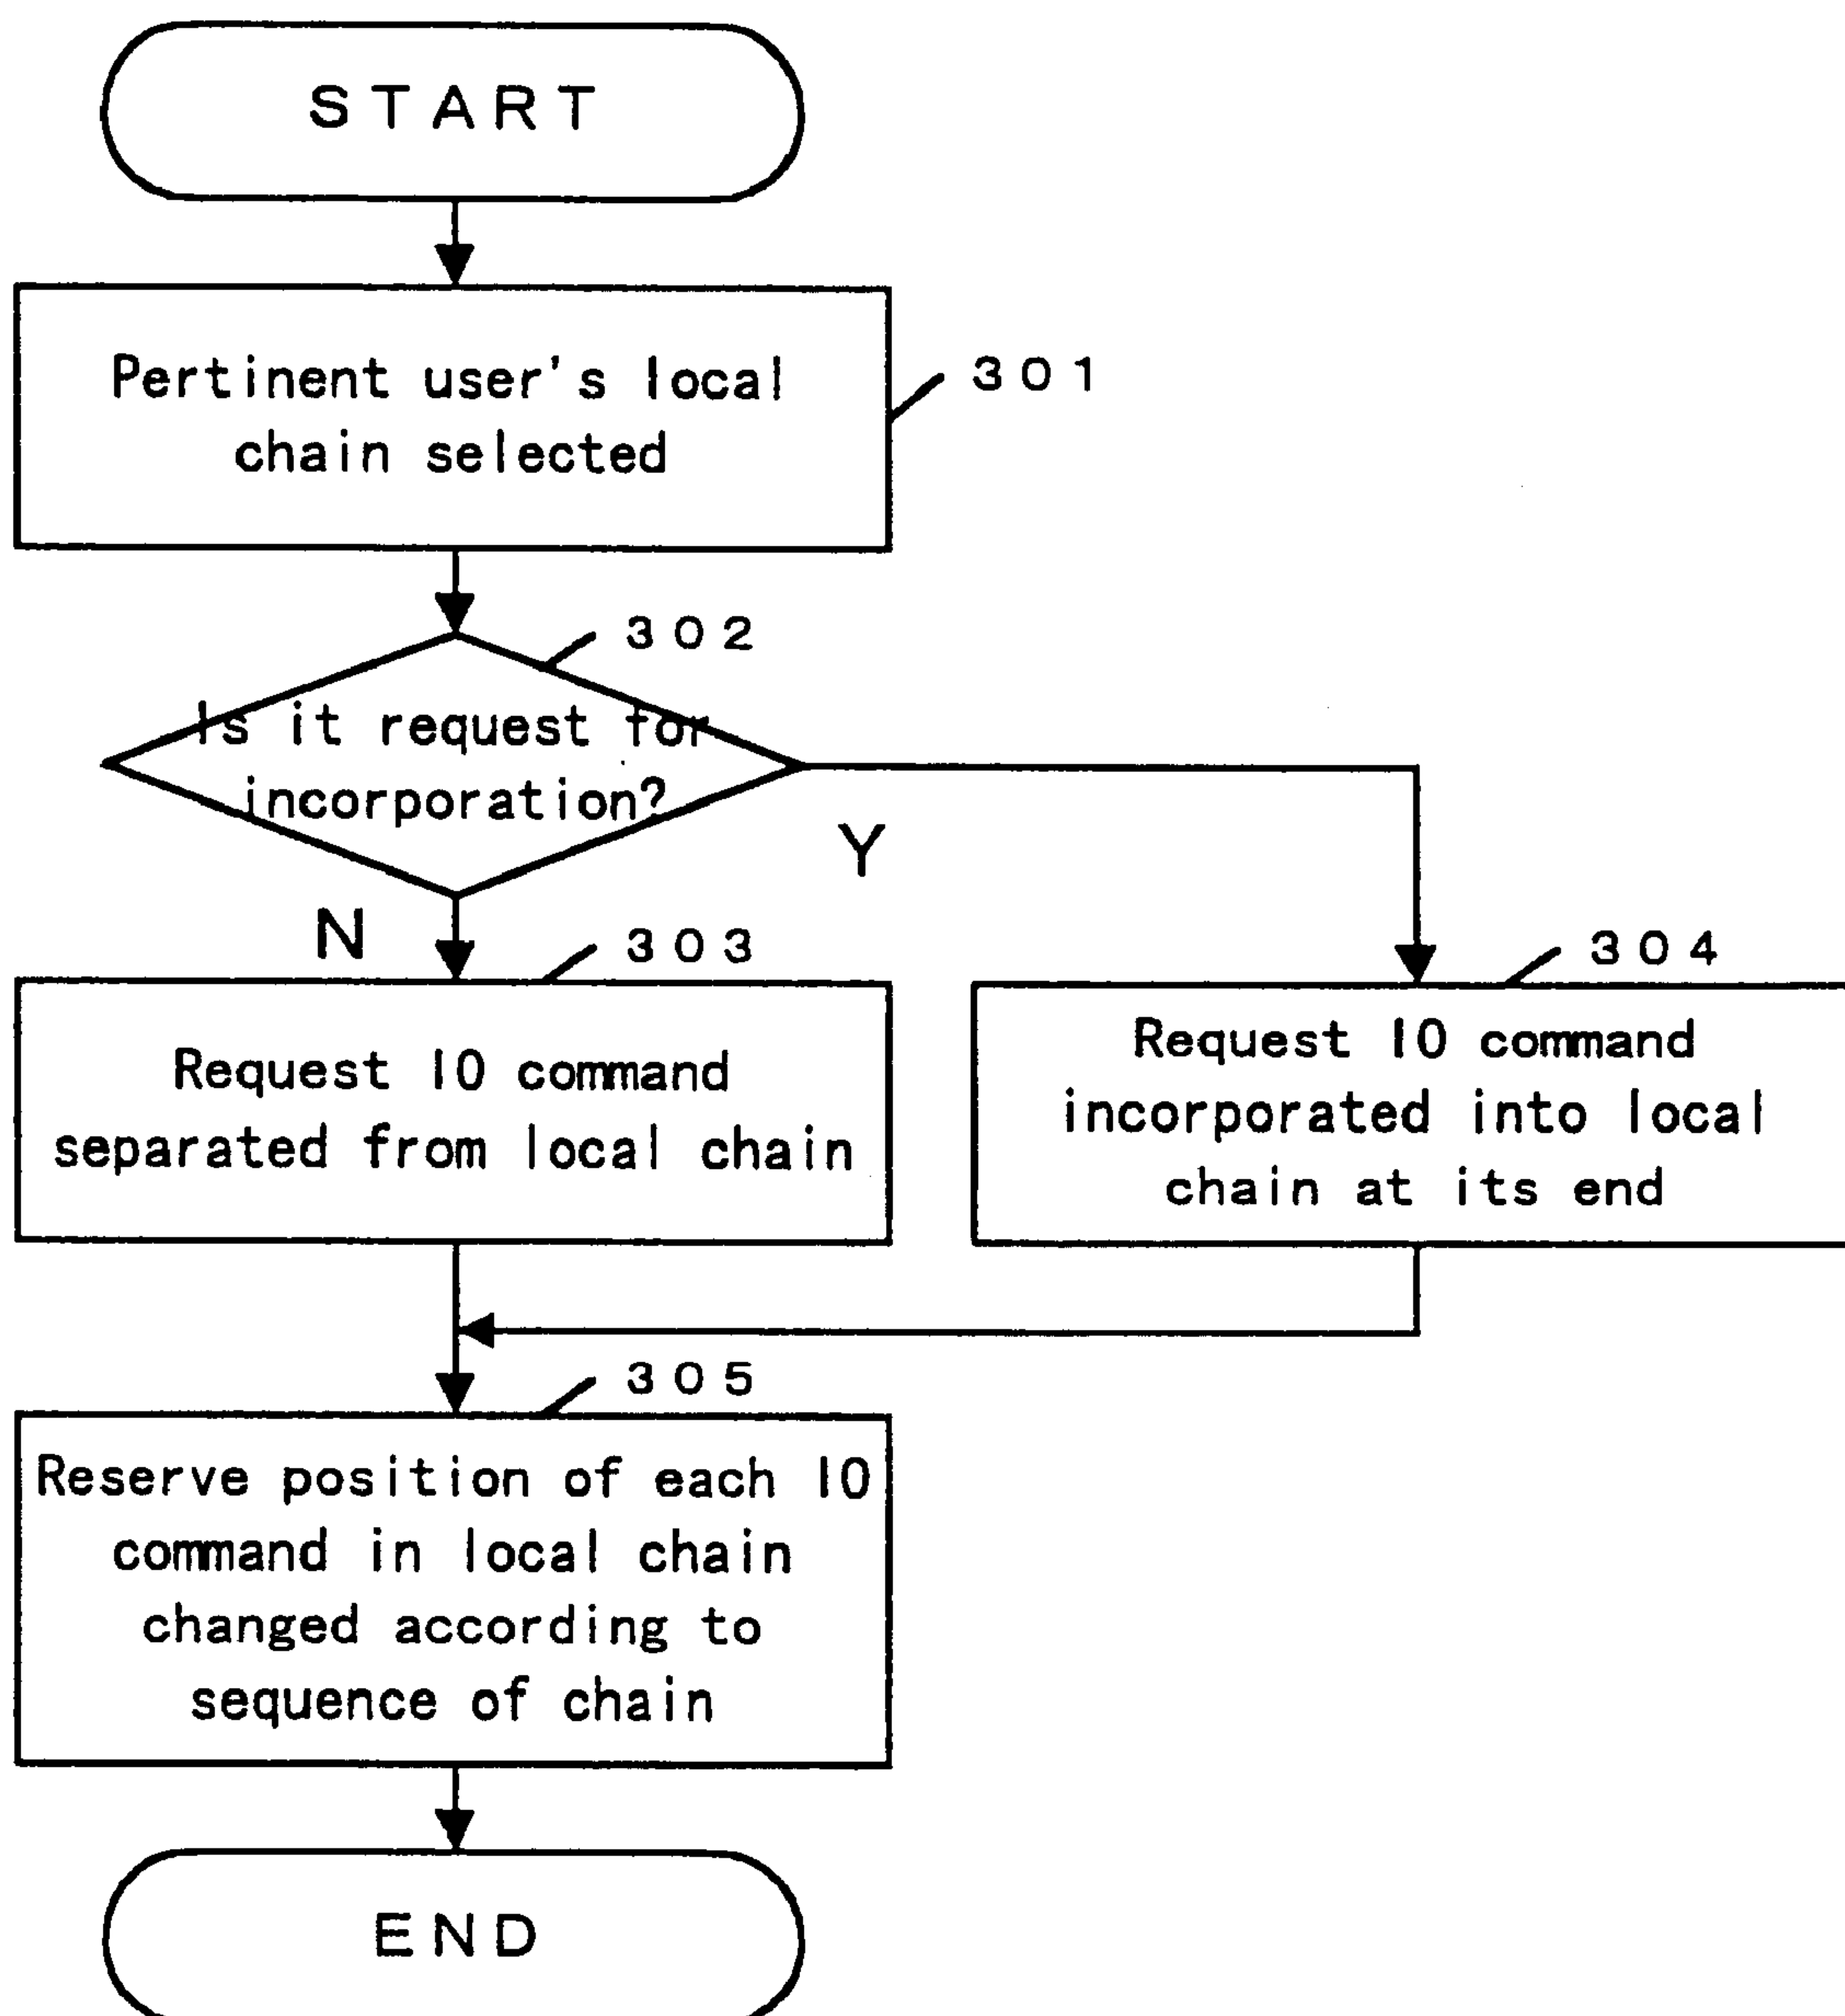 START
Pertinent user's local
chain selected
301
302
Is it request for
incorporation?
Y
N
303
Request IO command
separated from local chain
304
Request IO command
incorporated into local
chain at its end
305
Reserve position of each IO
command in local chain
changed according to
sequence of chain
END